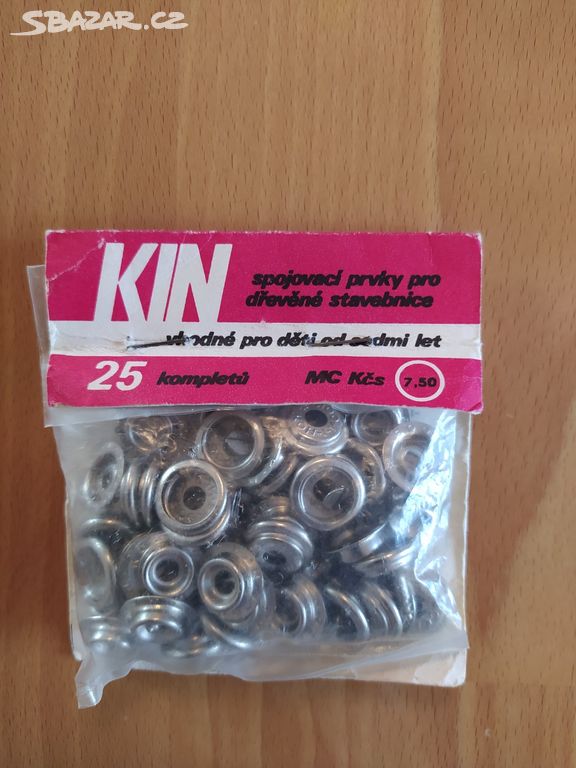 SBAZAR.CZ
KIN
spojovací prvky pro
dřevěné stavebnice
vhodné pro děti od sedmi let
25 kompletů MC Kčs 7,50